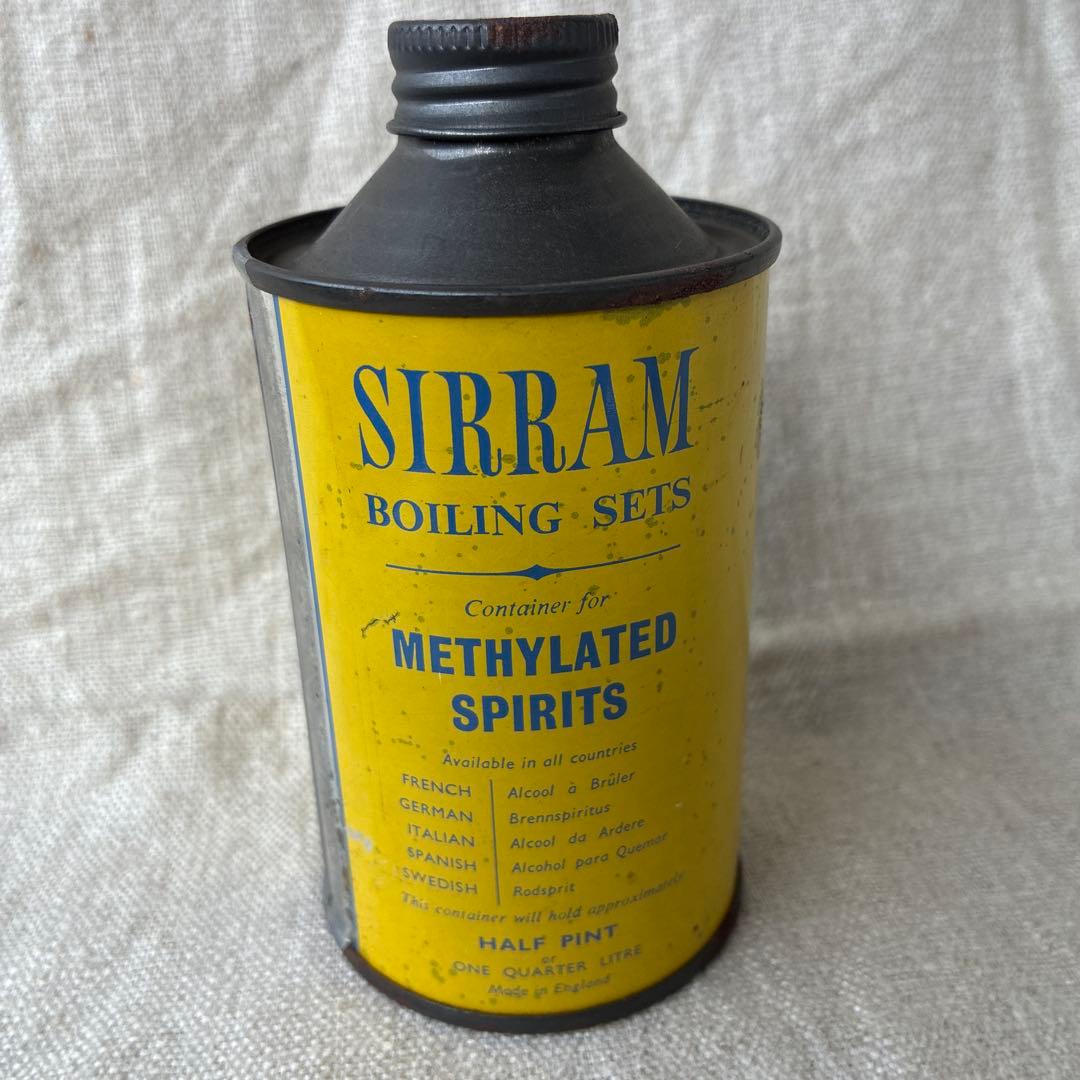 SIRRAM
BOILING SETS
Container for
METHYLATED
SPIRITS
Available in all countries
FRENCH Alcool à Brûler
GERMAN Brennspiritus
ITALIAN Alcool da Ardere
SPANISH Alcohol para Quemar
SWEDISH Rodsprit
This container will hold approximately
HALF PINT
or
ONE QUARTER LITRE
Made in England